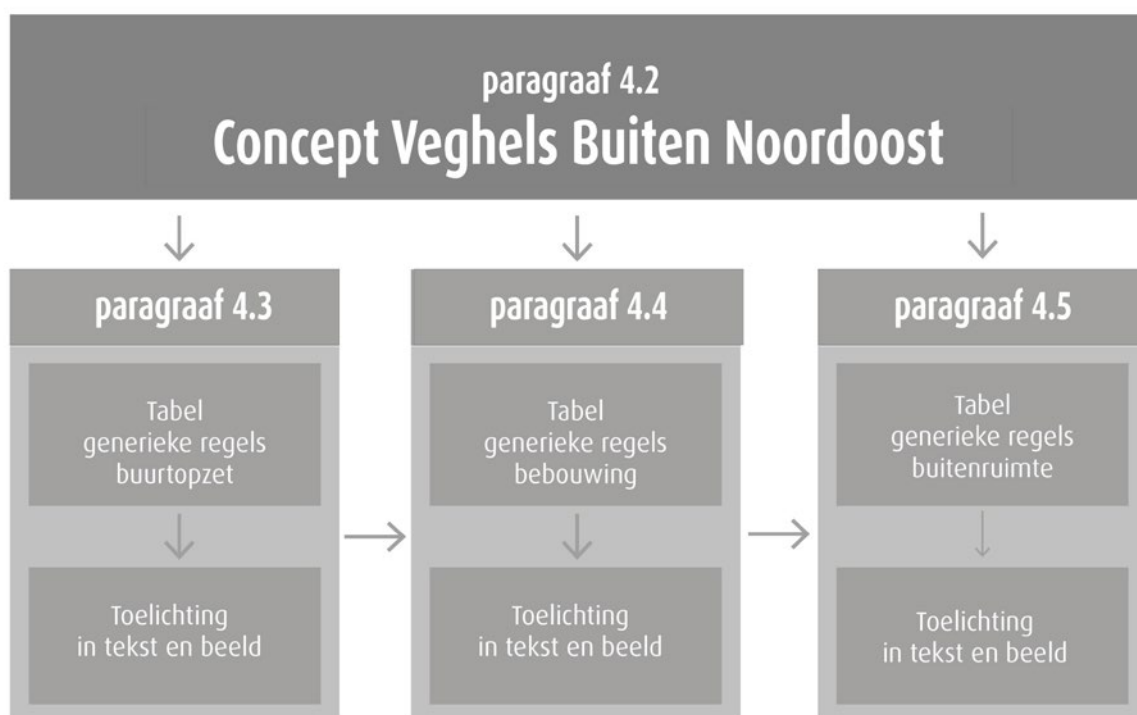 paragraaf 4.2
Concept Veghels Buiten Noordoost
paragraaf 4.3
Tabel
generieke regels
buurtopzet
Toelichting
in tekst en beeld
paragraaf 4.4
Tabel
generieke regels
bebouwing
Toelichting
in tekst en beeld
paragraaf 4.5
Tabel
generieke regels
buitenruimte
Toelichting
in tekst en beeld